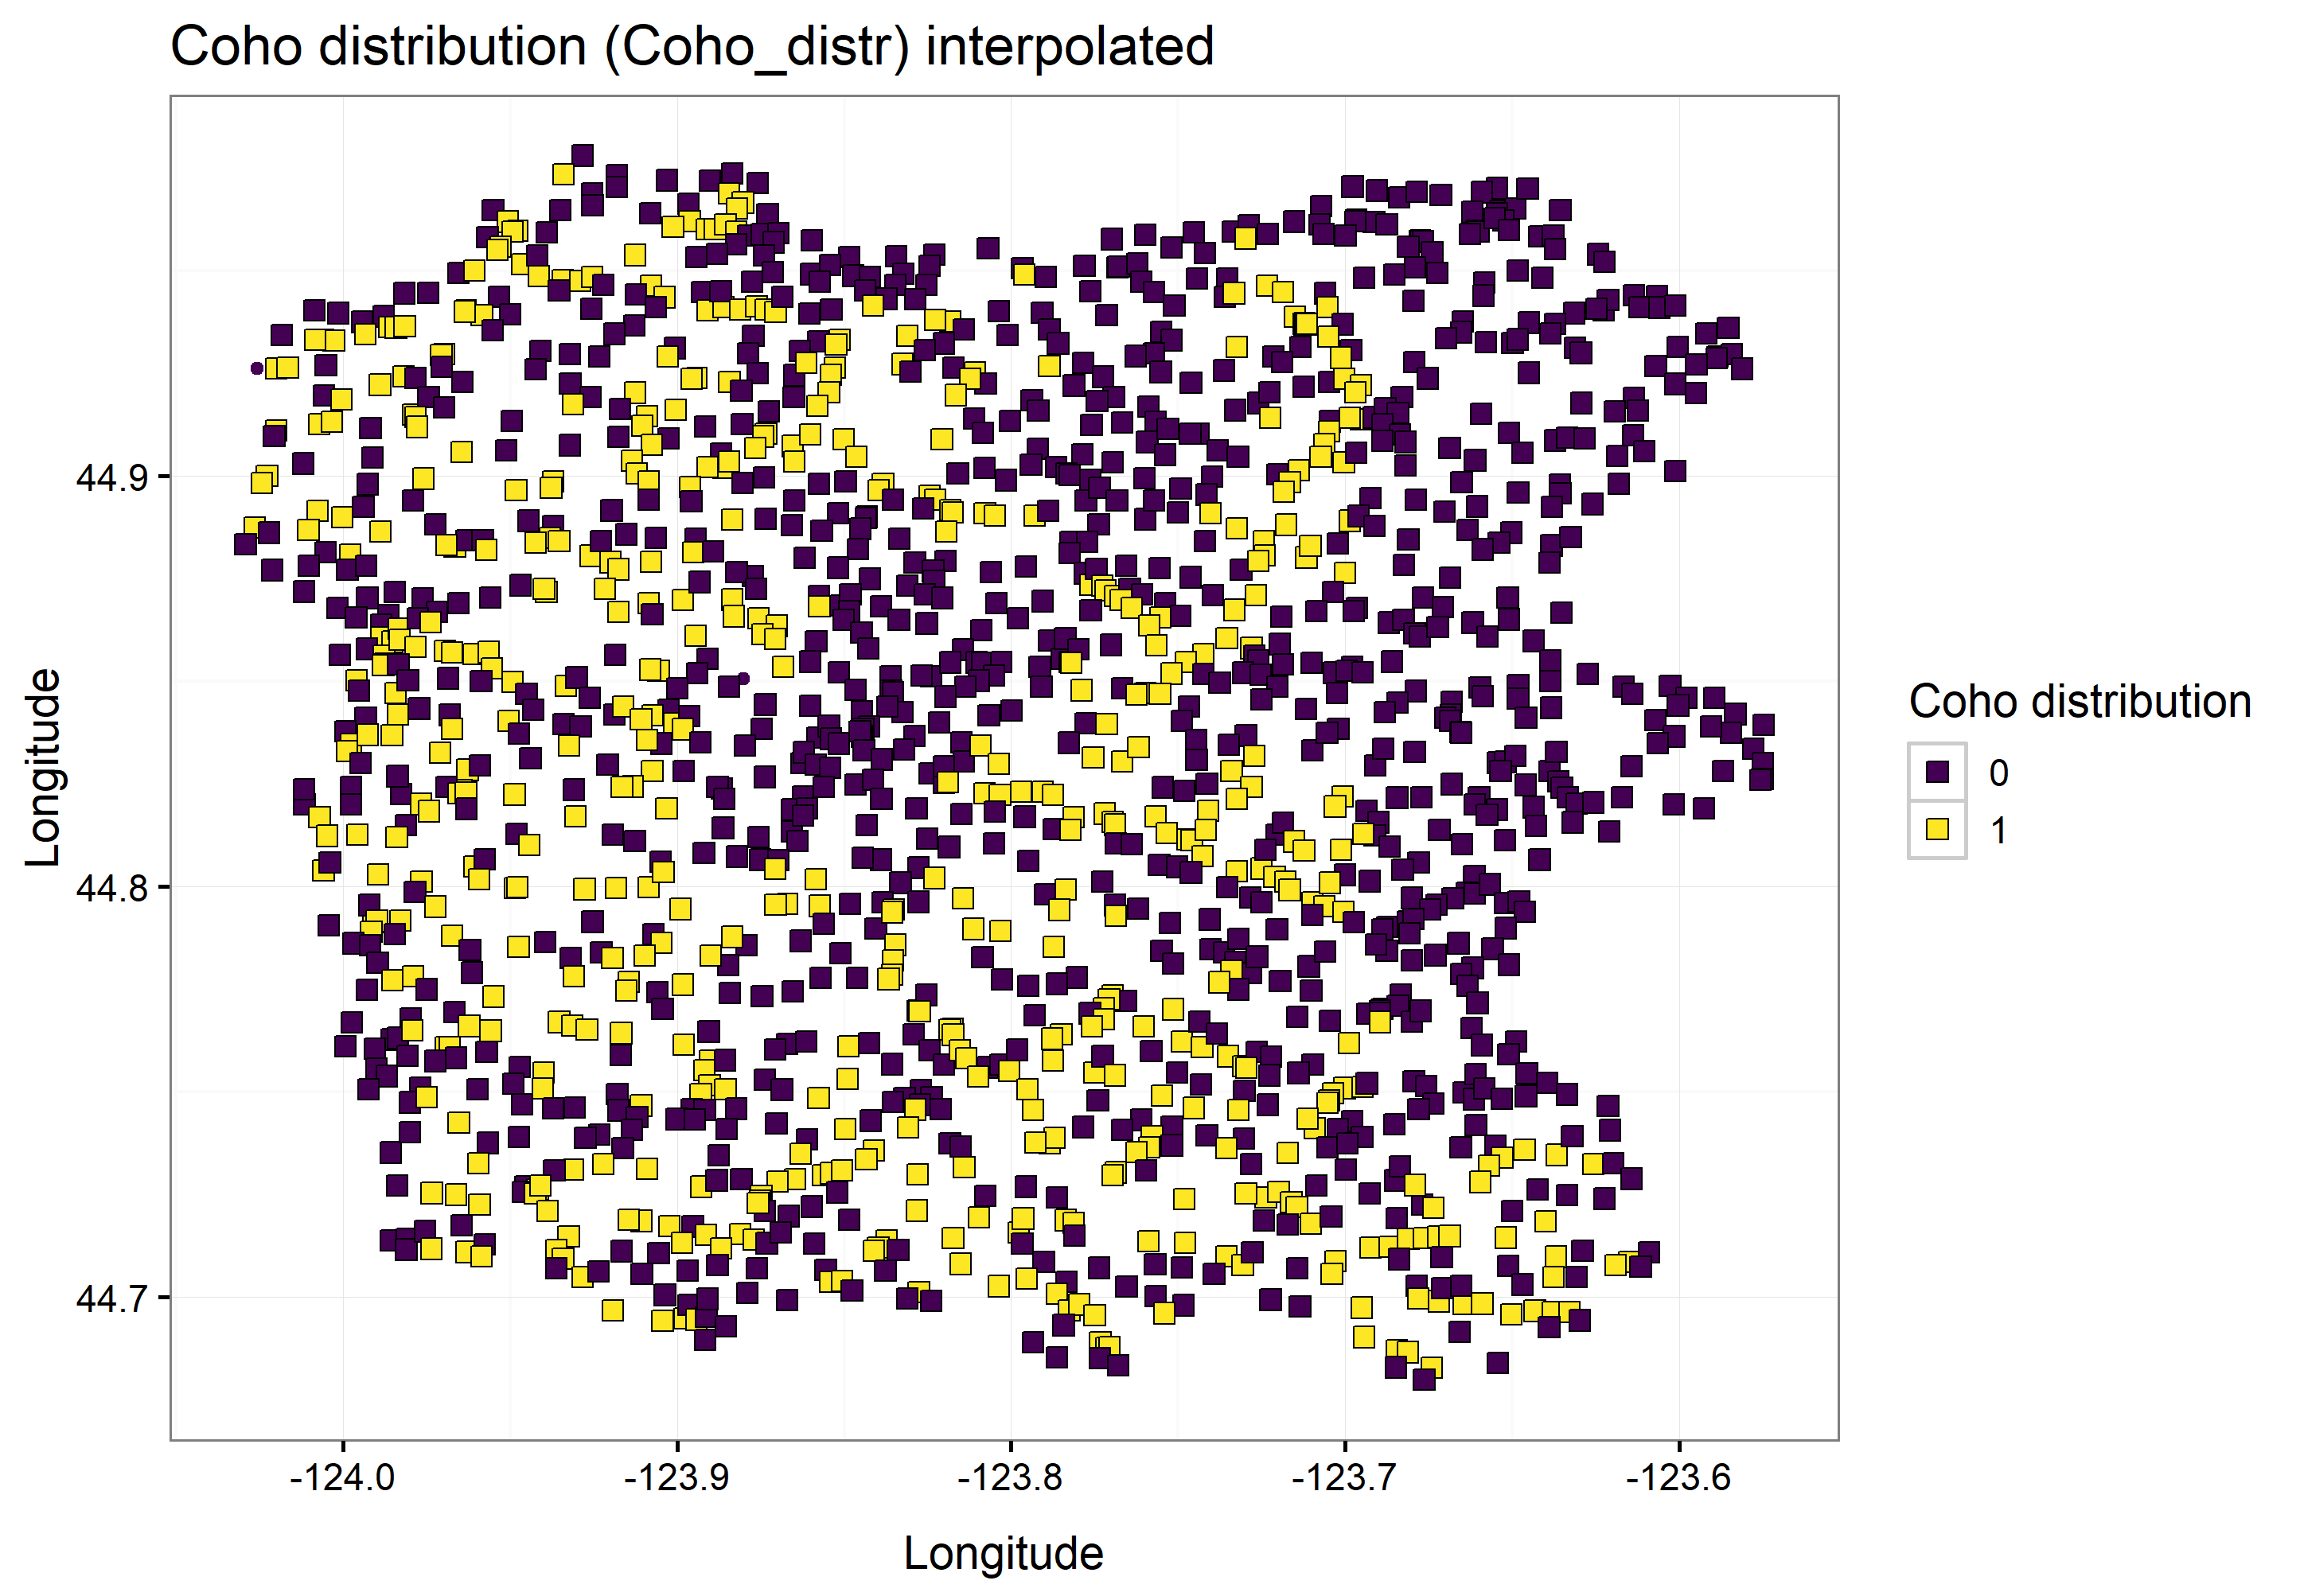 Coho distribution (Coho_distr) interpolated
Longitude
44.9
44.8
44.7
-124.0
-123.9
-123.8
-123.7
-123.6
Longitude
Coho distribution
0
1